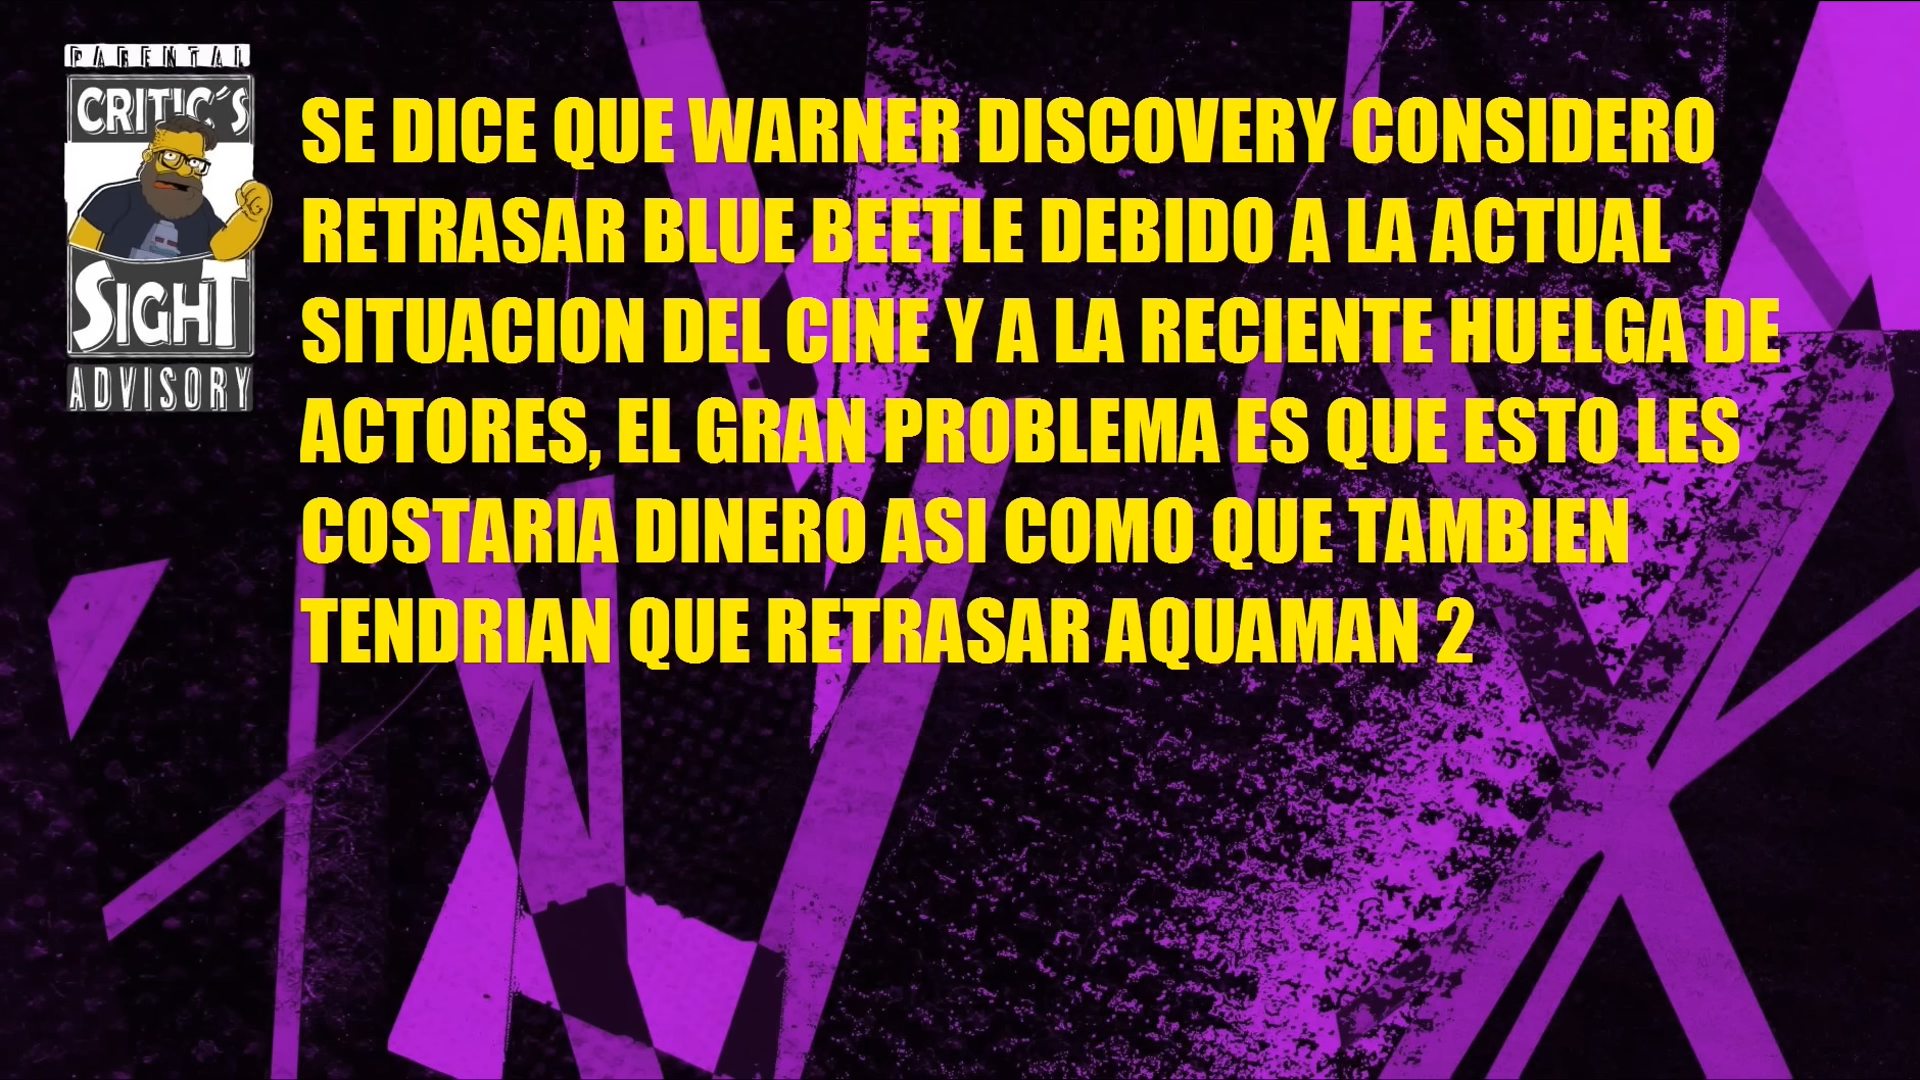 PARENTAL
CRITIC´S
SIGHT
ADVISORY
SE DICE QUE WARNER DISCOVERY CONSIDERO
RETRASAR BLUE BEETLE DEBIDO A LA ACTUAL
SITUACION DEL CINE Y A LA RECIENTE HUELGA DE
ACTORES, EL GRAN PROBLEMA ES QUE ESTO LES
COSTARIA DINERO ASI COMO QUE TAMBIEN
TENDRIAN QUE RETRASAR AQUAMAN 2